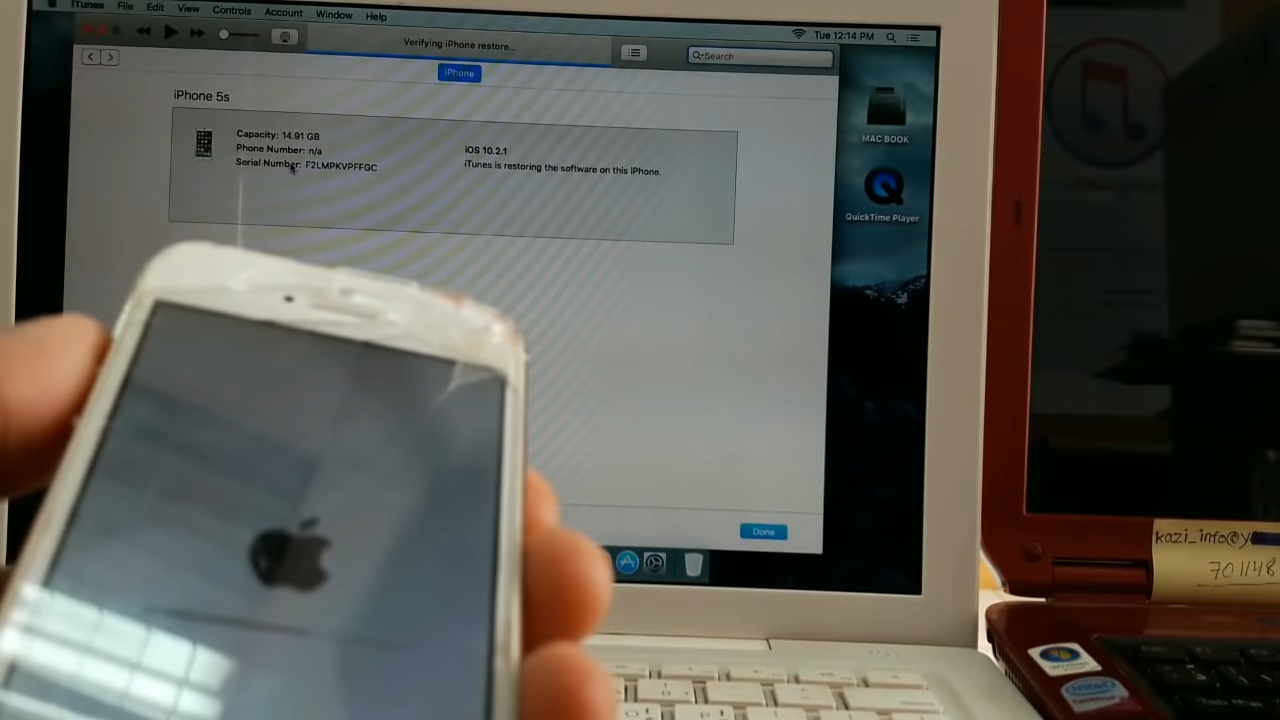 iTunes File Edit View Controls Account Window Help
Tue 12:14 PM
Verifying iPhone restore...
Search
iPhone
iPhone 5s
Capacity: 14.91 GB
Phone Number: n/a
Serial Number: F2LMPKVPFFGC
iOS 10.2.1
iTunes is restoring the software on this iPhone.
MAC BOOK
QuickTime Player
Done
kazi_info@y
701148